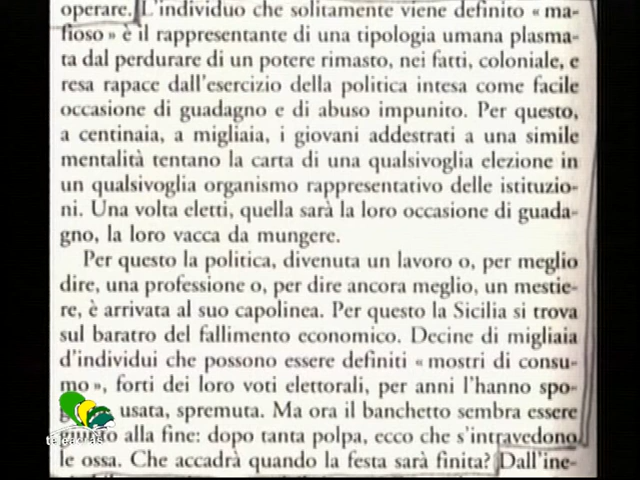 operare. L'individuo che solitamente viene definito « ma-
fioso » è il rappresentante di una tipologia umana plasma-
ta dal perdurare di un potere rimasto, nei fatti, coloniale, e
resa rapace dall'esercizio della politica intesa come facile
occasione di guadagno e di abuso impunito. Per questo,
a centinaia, a migliaia, i giovani addestrati a una simile
mentalità tentano la carta di una qualsivoglia elezione in
un qualsivoglia organismo rappresentativo delle istituzio-
ni. Una volta eletti, quella sarà la loro occasione di guada-
gno, la loro vacca da mungere.
Per questo la politica, divenuta un lavoro o, per meglio
dire, una professione o, per dire ancora meglio, un mestie-
re, è arrivata al suo capolinea. Per questo la Sicilia si trova
sul baratro del fallimento economico. Decine di migliaia
d'individui che possono essere definiti « mostri di consu-
mo », forti dei loro voti elettorali, per anni l'hanno spo-
usata, spremuta. Ma ora il banchetto sembra essere
alla fine: dopo tanta polpa, ecco che s'intravedono
le ossa. Che accadrà quando la festa sarà finita? Dall'ine-